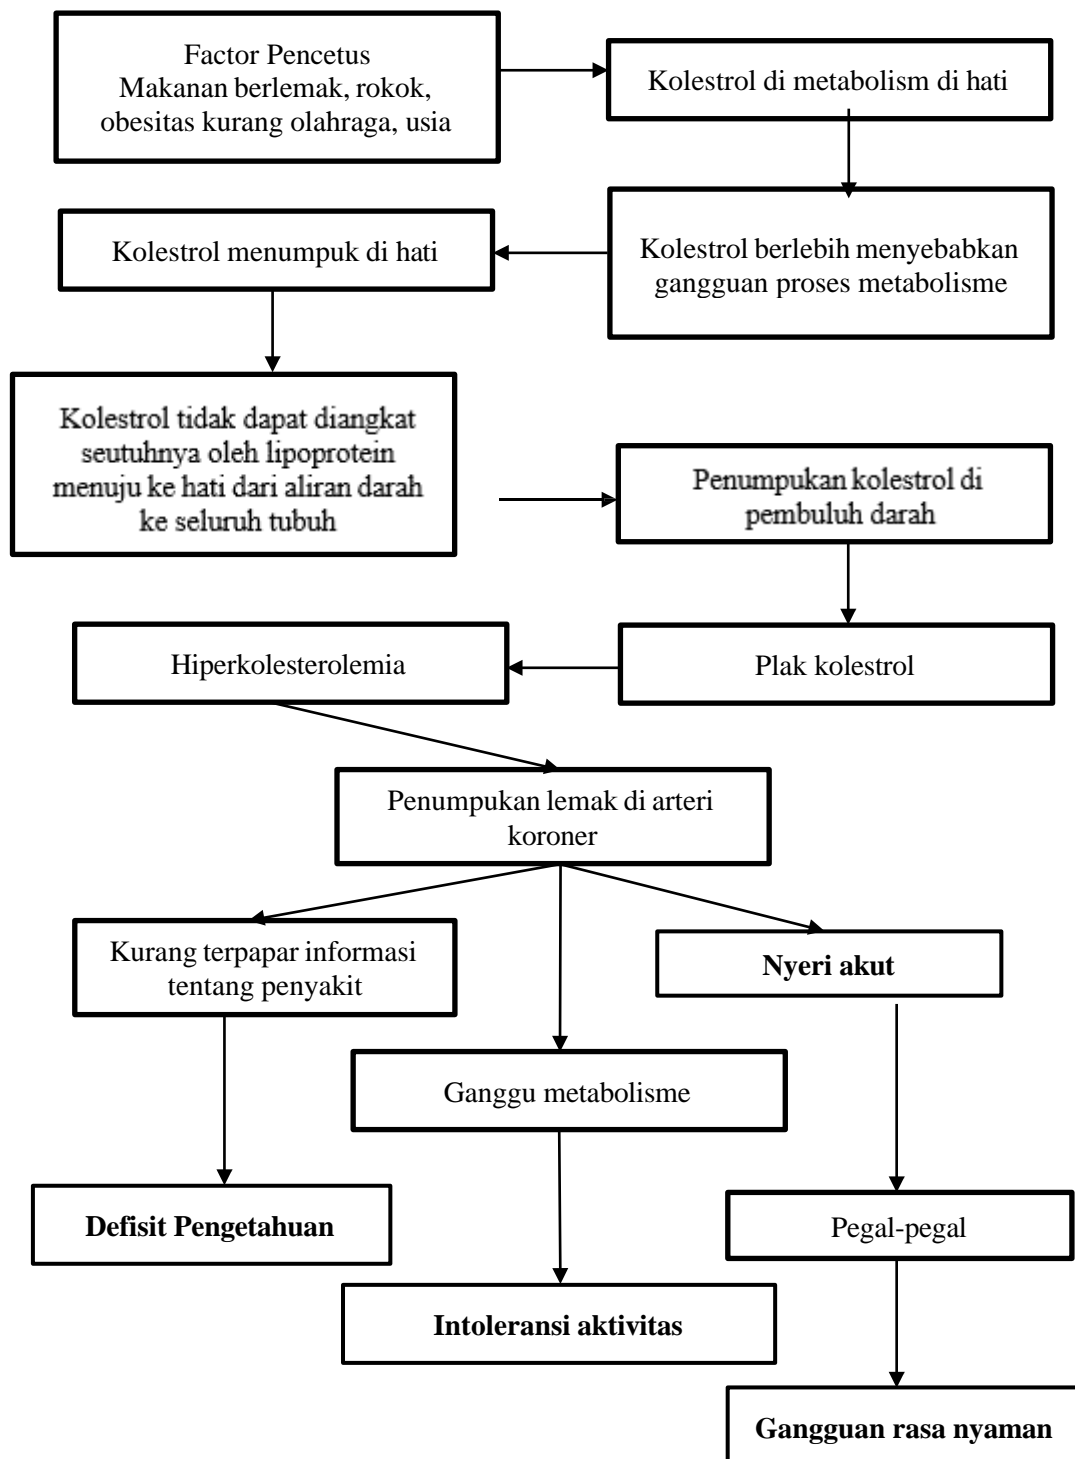 Factor Pencetus
Makanan berlemak, rokok,
obesitas kurang olahraga, usia
Kolestrol di metabolism di hati
Kolestrol menumpuk di hati
Kolestrol berlebih menyebabkan
gangguan proses metabolisme
Kolestrol tidak dapat diangkat
seutuhnya oleh lipoprotein
menuju ke hati dari aliran darah
ke seluruh tubuh
Penumpukan kolestrol di
pembuluh darah
Hiperkolesterolemia
Plak kolestrol
Penumpukan lemak di arteri
koroner
Kurang terpapar informasi
tentang penyakit
Nyeri akut
Ganggu metabolisme
Defisit Pengetahuan
Pegal-pegal
Intoleransi aktivitas
Gangguan rasa nyaman